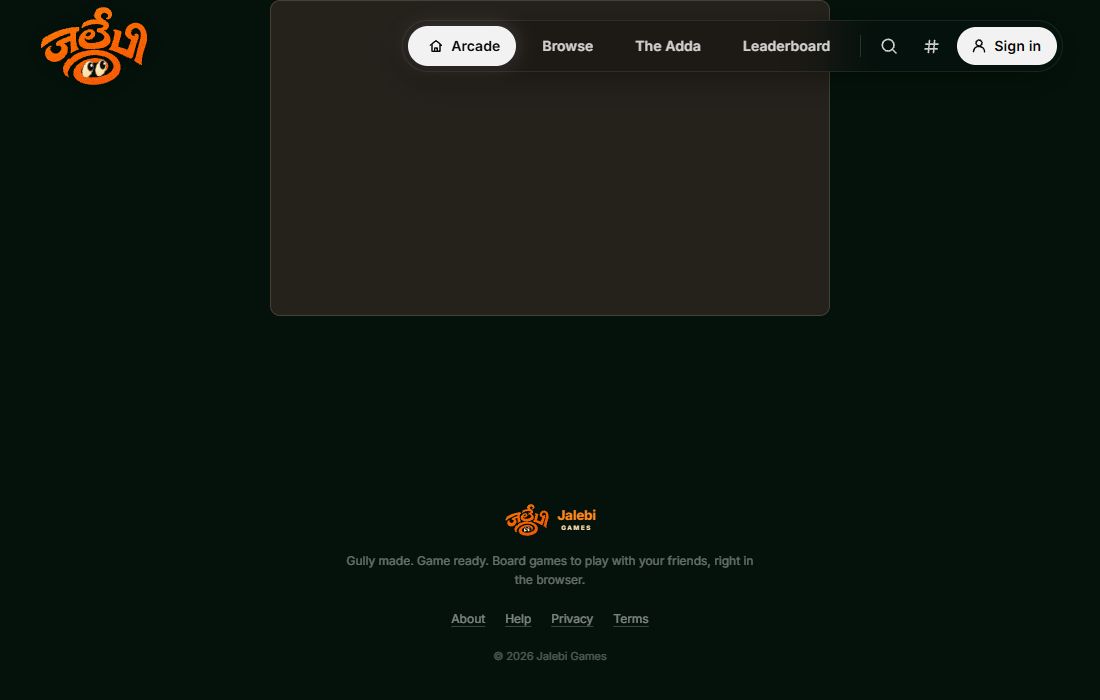 Arcade
Browse
The Adda
Leaderboard
Sign in
Jalebi
GAMES
Gully made. Game ready. Board games to play with your friends, right in
the browser.
About
Help
Privacy
Terms
© 2026 Jalebi Games